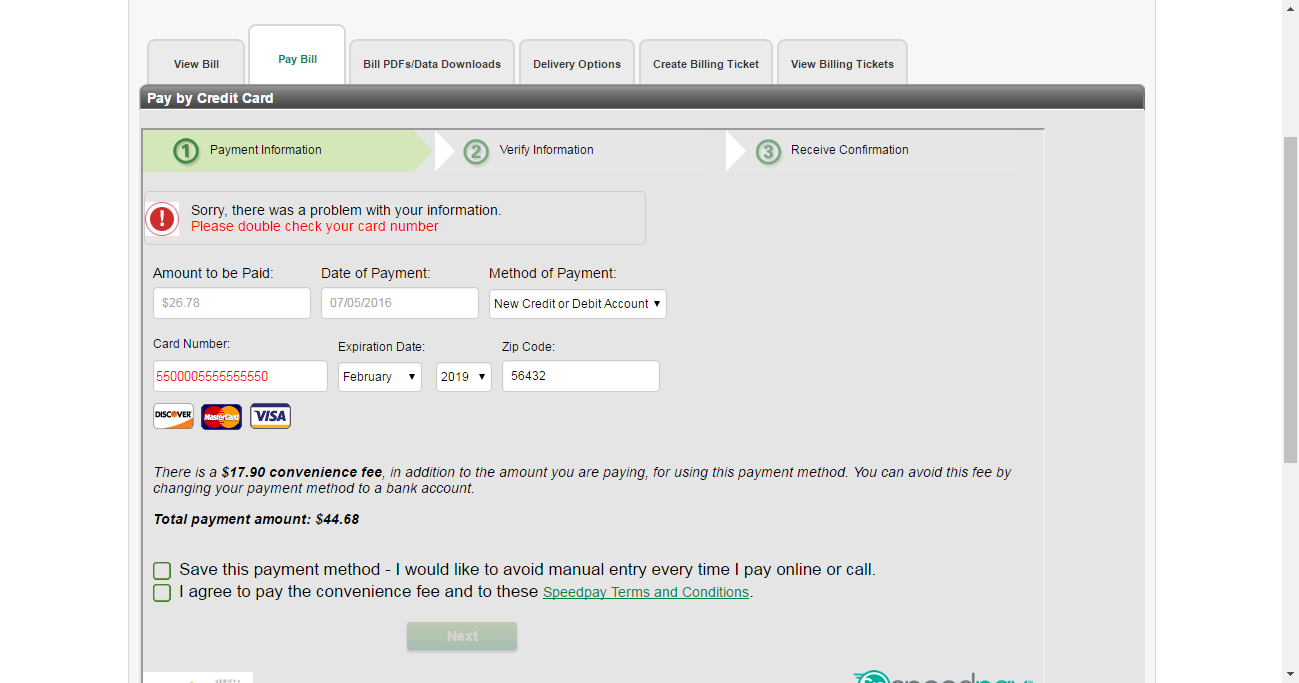 View Bill
Pay Bill
Bill PDFs/Data Downloads
Delivery Options
Create Billing Ticket
View Billing Tickets
Pay by Credit Card
1 Payment Information
2 Verify Information
3 Receive Confirmation
Sorry, there was a problem with your information.
Please double check your card number
Amount to be Paid: Date of Payment: Method of Payment:
$26.78 07/05/2016 New Credit or Debit Account
Card Number: Expiration Date: Zip Code:
5500005555555550 February 2019 56432
DISCOVER MasterCard VISA
There is a $17.90 convenience fee, in addition to the amount you are paying, for using this payment method. You can avoid this fee by
changing your payment method to a bank account.
Total payment amount: $44.68
Save this payment method - I would like to avoid manual entry every time I pay online or call.
I agree to pay the convenience fee and to these Speedpay Terms and Conditions.
Next